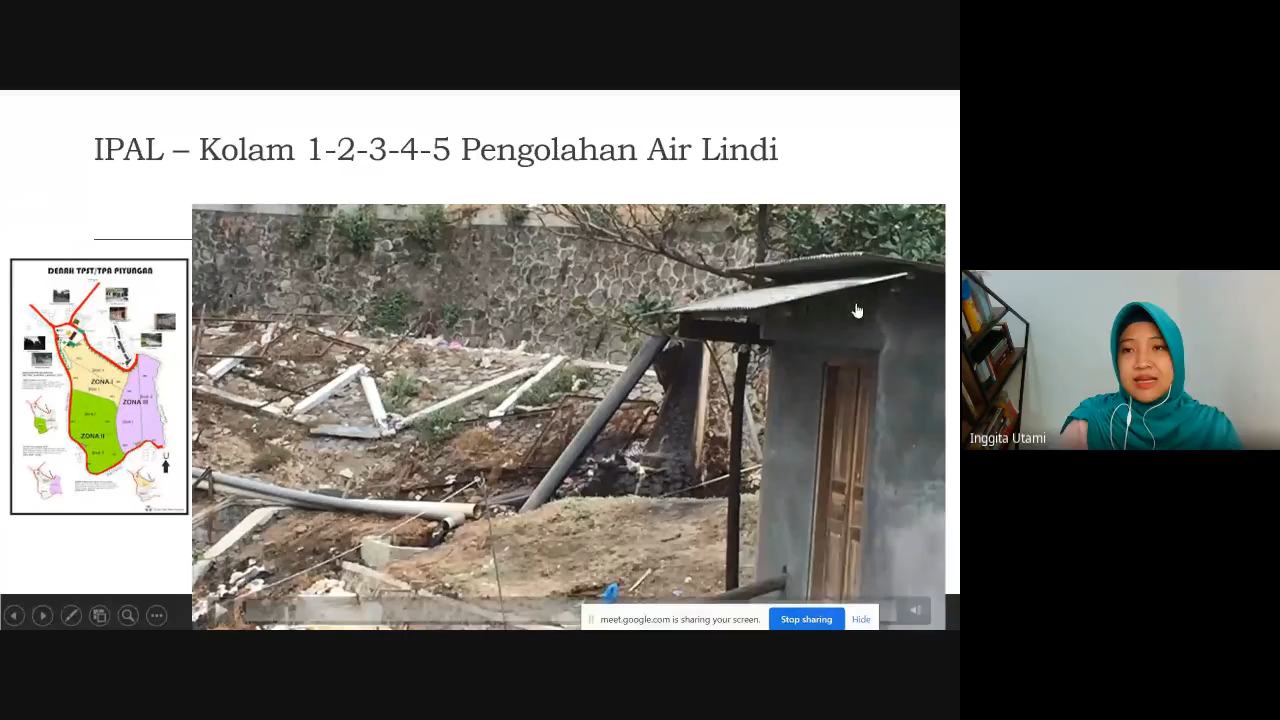 IPAL – Kolam 1-2-3-4-5 Pengolahan Air Lindi
DENAH TPST/TPA PIYUNGAN
ZONA I
ZONA III
ZONA II
U
Inggita Utami
meet.google.com is sharing your screen.
Stop sharing
Hide